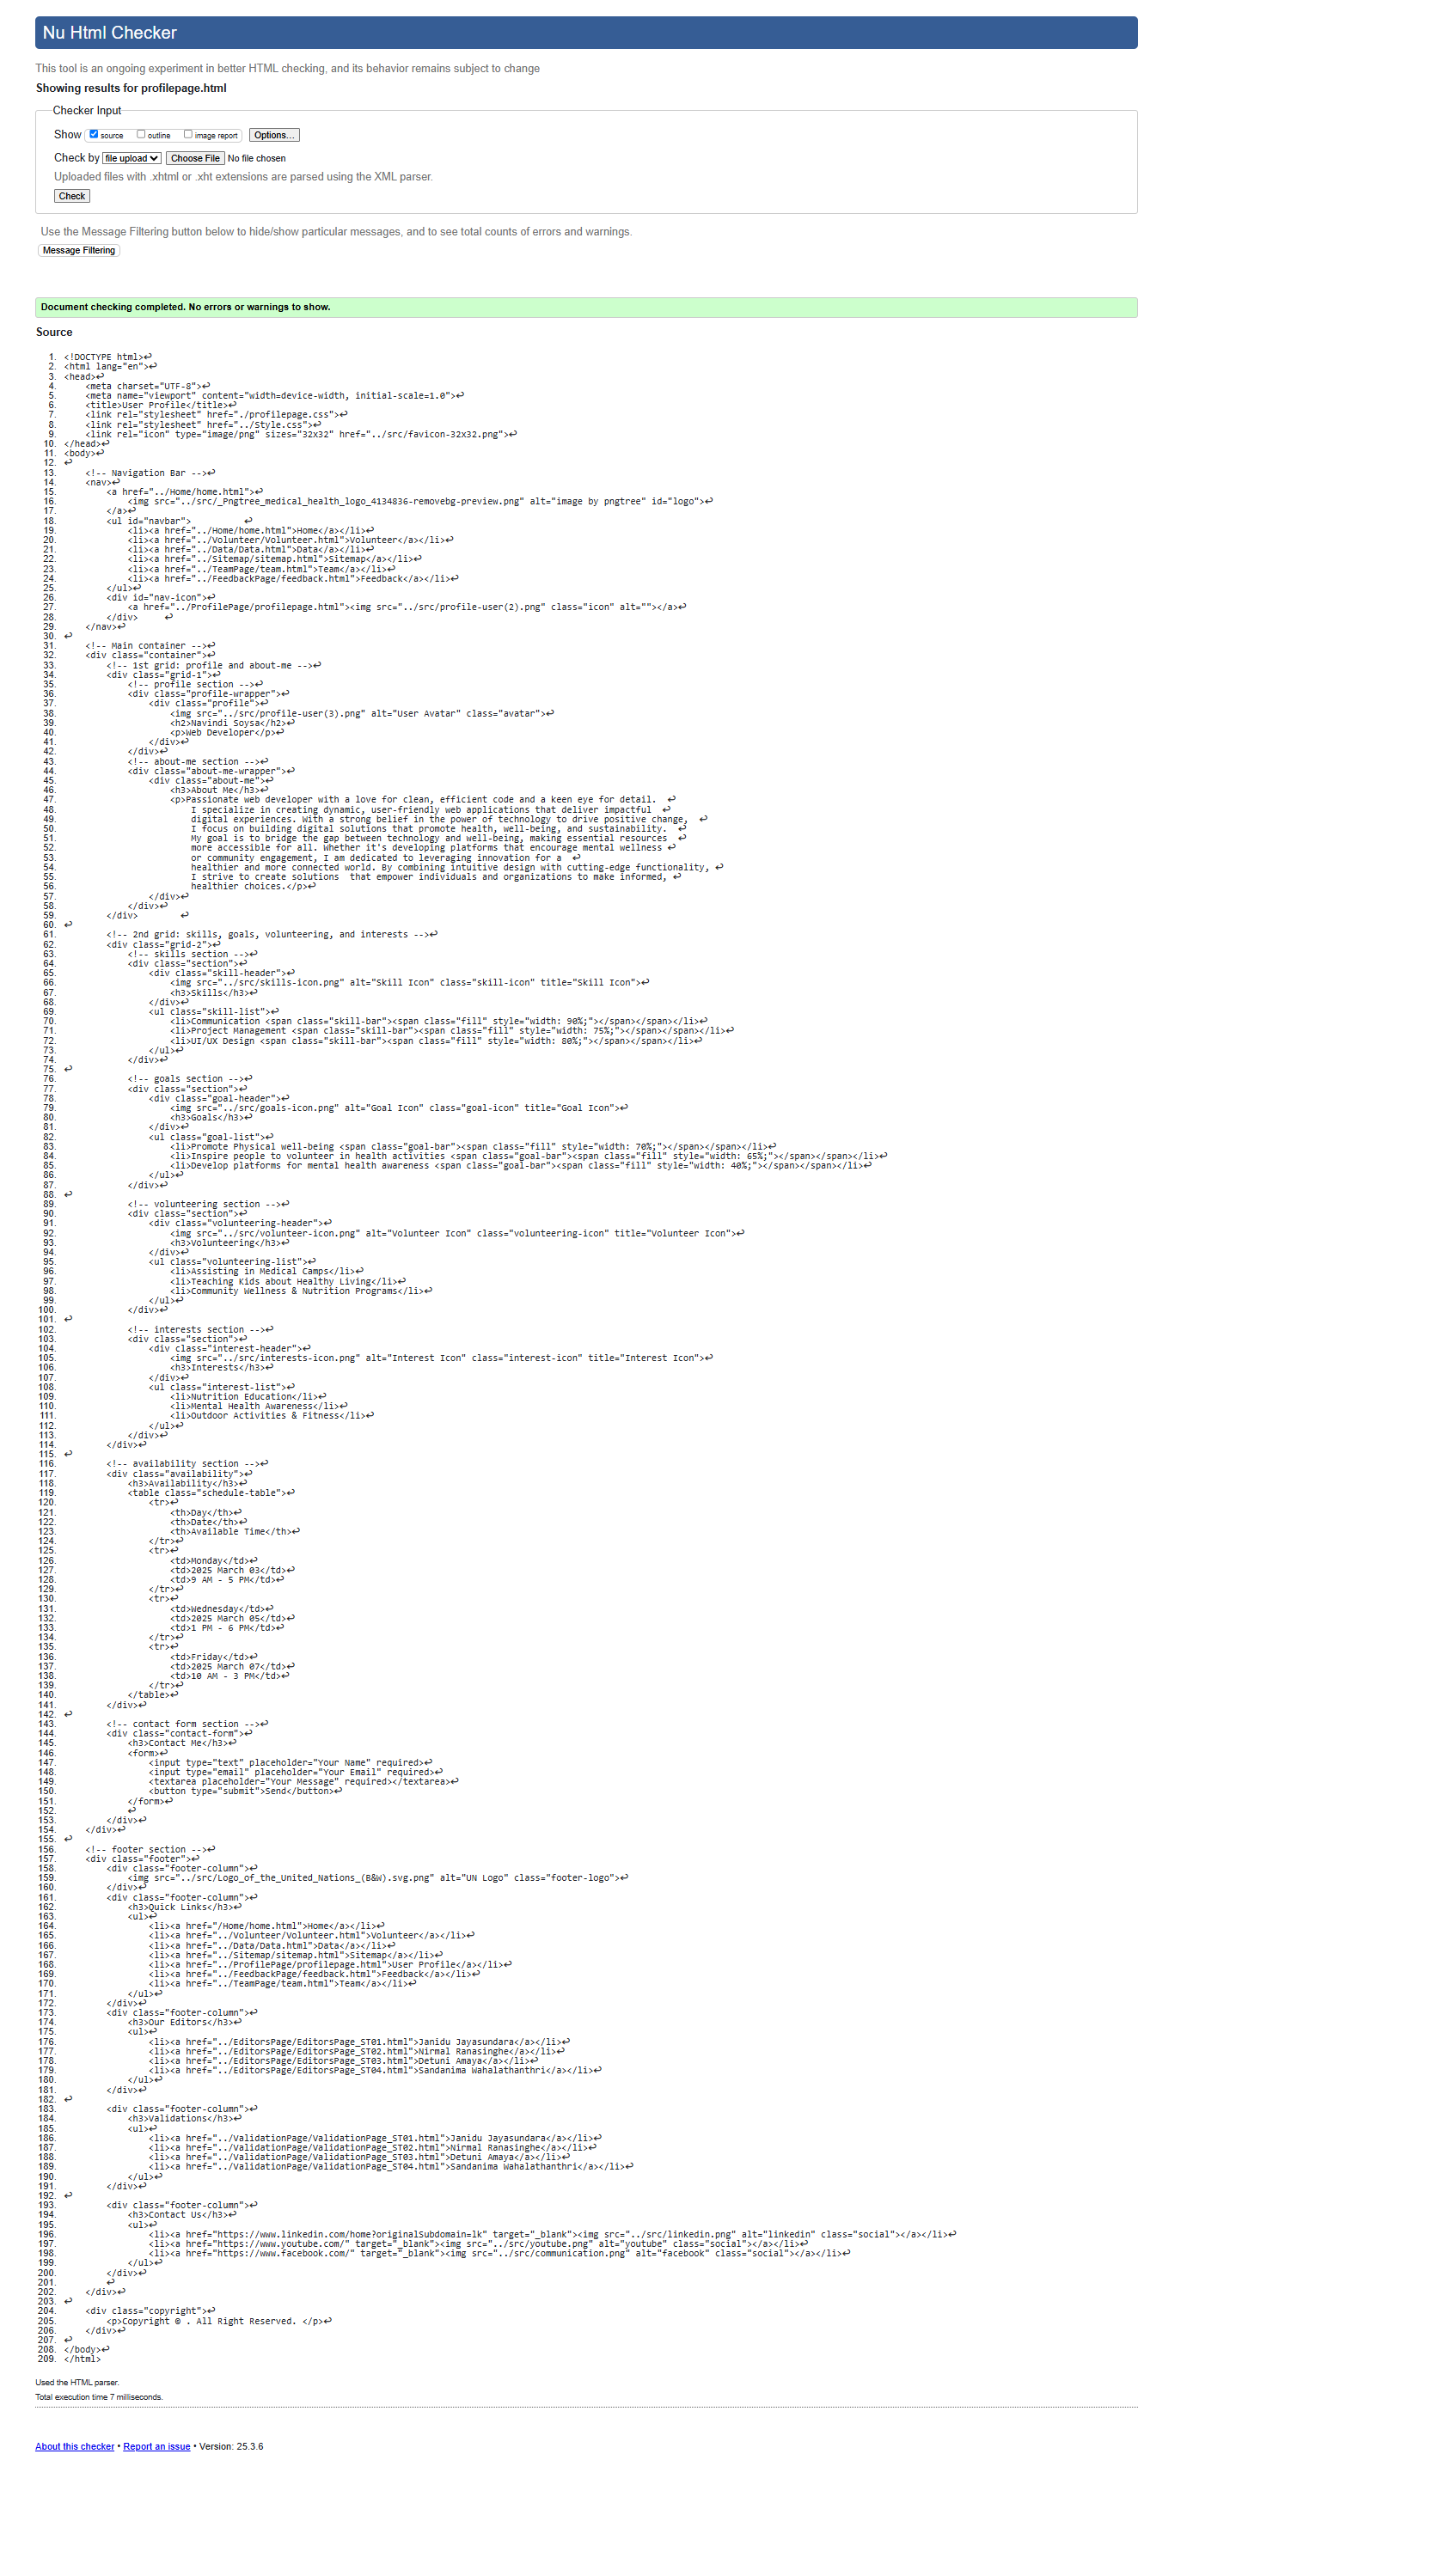 Nu Html Checker
This tool is an ongoing experiment in better HTML checking, and its behavior remains subject to change
Showing results for profilepage.html
Checker Input
Show source outline image report Options...
Check by file upload Choose File No file chosen
Uploaded files with .xhtml or .xht extensions are parsed using the XML parser.
Check
Use the Message Filtering button below to hide/show particular messages, and to see total counts of errors and warnings.
Message Filtering
Document checking completed. No errors or warnings to show.
Source
1. <!DOCTYPE html>↩
2. <html lang="en">↩
3. <head>↩
4.     <meta charset="UTF-8">↩
5.     <meta name="viewport" content="width=device-width, initial-scale=1.0">↩
6.     <title>User Profile</title>↩
7.     <link rel="stylesheet" href="./profilepage.css">↩
8.     <link rel="stylesheet" href="../Style.css">↩
9.     <link rel="icon" type="image/png" sizes="32x32" href="../src/favicon-32x32.png">↩
10. </head>↩
11. <body>↩
12. ↩
13.     <!-- Navigation Bar -->↩
14.     <nav>↩
15.         <a href="../Home/home.html">↩
16.             <img src="../src/_Pngtree_medical_health_logo_4134836-removebg-preview.png" alt="image by pngtree" id="logo">↩
17.         </a>↩
18.         <ul id="navbar">          ↩
19.             <li><a href="../Home/home.html">Home</a></li>↩
20.             <li><a href="../Volunteer/Volunteer.html">Volunteer</a></li>↩
21.             <li><a href="../Data/Data.html">Data</a></li>↩
22.             <li><a href="../Sitemap/sitemap.html">Sitemap</a></li>↩
23.             <li><a href="../TeamPage/team.html">Team</a></li>↩
24.             <li><a href="../FeedbackPage/feedback.html">Feedback</a></li>↩
25.         </ul>↩
26.         <div id="nav-icon">↩
27.             <a href="../ProfilePage/profilepage.html"><img src="../src/profile-user(2).png" class="icon" alt=""></a>↩
28.         </div>     ↩
29.     </nav>↩
30. ↩
31.     <!-- Main container -->↩
32.     <div class="container">↩
33.         <!-- 1st grid: profile and about-me -->↩
34.         <div class="grid-1">↩
35.             <!-- profile section -->↩
36.             <div class="profile-wrapper">↩
37.                 <div class="profile">↩
38.                     <img src="../src/profile-user(3).png" alt="User Avatar" class="avatar">↩
39.                     <h2>Navindi Soysa</h2>↩
40.                     <p>Web Developer</p>↩
41.                 </div>↩
42.             </div>↩
43.             <!-- about-me section -->↩
44.             <div class="about-me-wrapper">↩
45.                 <div class="about-me">↩
46.                     <h3>About Me</h3>↩
47.                     <p>Passionate web developer with a love for clean, efficient code and a keen eye for detail.  ↩
48.                         I specialize in creating dynamic, user-friendly web applications that deliver impactful  ↩
49.                         digital experiences. With a strong belief in the power of technology to drive positive change,  ↩
50.                         I focus on building digital solutions that promote health, well-being, and sustainability.  ↩
51.                         My goal is to bridge the gap between technology and well-being, making essential resources  ↩
52.                         more accessible for all. Whether it's developing platforms that encourage mental wellness ↩
53.                         or community engagement, I am dedicated to leveraging innovation for a  ↩
54.                         healthier and more connected world. By combining intuitive design with cutting-edge functionality, ↩
55.                         I strive to create solutions  that empower individuals and organizations to make informed, ↩
56.                         healthier choices.</p>↩
57.                 </div>↩
58.             </div>↩
59.         </div>        ↩
60. ↩
61.         <!-- 2nd grid: skills, goals, volunteering, and interests -->↩
62.         <div class="grid-2">↩
63.             <!-- skills section -->↩
64.             <div class="section">↩
65.                 <div class="skill-header">↩
66.                     <img src="../src/skills-icon.png" alt="Skill Icon" class="skill-icon" title="Skill Icon">↩
67.                     <h3>Skills</h3>↩
68.                 </div>↩
69.                 <ul class="skill-list">↩
70.                     <li>Communication <span class="skill-bar"><span class="fill" style="width: 90%;"></span></span></li>↩
71.                     <li>Project Management <span class="skill-bar"><span class="fill" style="width: 75%;"></span></span></li>↩
72.                     <li>UI/UX Design <span class="skill-bar"><span class="fill" style="width: 80%;"></span></span></li>↩
73.                 </ul>↩
74.             </div>↩
75. ↩
76.             <!-- goals section -->↩
77.             <div class="section">↩
78.                 <div class="goal-header">↩
79.                     <img src="../src/goals-icon.png" alt="Goal Icon" class="goal-icon" title="Goal Icon">↩
80.                     <h3>Goals</h3>↩
81.                 </div>↩
82.                 <ul class="goal-list">↩
83.                     <li>Promote Physical well-being <span class="goal-bar"><span class="fill" style="width: 70%;"></span></span></li>↩
84.                     <li>Inspire people to volunteer in health activities <span class="goal-bar"><span class="fill" style="width: 65%;"></span></span></li>↩
85.                     <li>Develop platforms for mental health awareness <span class="goal-bar"><span class="fill" style="width: 40%;"></span></span></li>↩
86.                 </ul>↩
87.             </div>↩
88. ↩
89.             <!-- volunteering section -->↩
90.             <div class="section">↩
91.                 <div class="volunteering-header">↩
92.                     <img src="../src/volunteer-icon.png" alt="Volunteer Icon" class="volunteering-icon" title="Volunteer Icon">↩
93.                     <h3>Volunteering</h3>↩
94.                 </div>↩
95.                 <ul class="volunteering-list">↩
96.                     <li>Assisting in Medical Camps</li>↩
97.                     <li>Teaching Kids about Healthy Living</li>↩
98.                     <li>Community Wellness & Nutrition Programs</li>↩
99.                 </ul>↩
100.             </div>↩
101. ↩
102.             <!-- interests section -->↩
103.             <div class="section">↩
104.                 <div class="interest-header">↩
105.                     <img src="../src/interests-icon.png" alt="Interest Icon" class="interest-icon" title="Interest Icon">↩
106.                     <h3>Interests</h3>↩
107.                 </div>↩
108.                 <ul class="interest-list">↩
109.                     <li>Nutrition Education</li>↩
110.                     <li>Mental Health Awareness</li>↩
111.                     <li>Outdoor Activities & Fitness</li>↩
112.                 </ul>↩
113.             </div>↩
114.         </div>↩
115. ↩
116.         <!-- availability section -->↩
117.         <div class="availability">↩
118.             <h3>Availability</h3>↩
119.             <table class="schedule-table">↩
120.                 <tr>↩
121.                     <th>Day</th>↩
122.                     <th>Date</th>↩
123.                     <th>Available Time</th>↩
124.                 </tr>↩
125.                 <tr>↩
126.                     <td>Monday</td>↩
127.                     <td>2025 March 03</td>↩
128.                     <td>9 AM - 5 PM</td>↩
129.                 </tr>↩
130.                 <tr>↩
131.                     <td>Wednesday</td>↩
132.                     <td>2025 March 05</td>↩
133.                     <td>1 PM - 6 PM</td>↩
134.                 </tr>↩
135.                 <tr>↩
136.                     <td>Friday</td>↩
137.                     <td>2025 March 07</td>↩
138.                     <td>10 AM - 3 PM</td>↩
139.                 </tr>↩
140.             </table>↩
141.         </div>↩
142. ↩
143.         <!-- contact form section -->↩
144.         <div class="contact-form">↩
145.             <h3>Contact Me</h3>↩
146.             <form>↩
147.                 <input type="text" placeholder="Your Name" required>↩
148.                 <input type="email" placeholder="Your Email" required>↩
149.                 <textarea placeholder="Your Message" required></textarea>↩
150.                 <button type="submit">Send</button>↩
151.             </form>↩
152.             ↩
153.         </div>↩
154.     </div>↩
155. ↩
156.     <!-- footer section -->↩
157.     <div class="footer">↩
158.         <div class="footer-column">↩
159.             <img src="../src/Logo_of_the_United_Nations_(B&W).svg.png" alt="UN Logo" class="footer-logo">↩
160.         </div>↩
161.         <div class="footer-column">↩
162.             <h3>Quick Links</h3>↩
163.             <ul>↩
164.                 <li><a href="/Home/home.html">Home</a></li>↩
165.                 <li><a href="../Volunteer/Volunteer.html">Volunteer</a></li>↩
166.                 <li><a href="../Data/Data.html">Data</a></li>↩
167.                 <li><a href="../Sitemap/sitemap.html">Sitemap</a></li>↩
168.                 <li><a href="../ProfilePage/profilepage.html">User Profile</a></li>↩
169.                 <li><a href="../FeedbackPage/feedback.html">Feedback</a></li>↩
170.                 <li><a href="../TeamPage/team.html">Team</a></li>↩
171.             </ul>↩
172.         </div>↩
173.         <div class="footer-column">↩
174.             <h3>Our Editors</h3>↩
175.             <ul>↩
176.                 <li><a href="../EditorsPage/EditorsPage_ST01.html">Janidu Jayasundara</a></li>↩
177.                 <li><a href="../EditorsPage/EditorsPage_ST02.html">Nirmal Ranasinghe</a></li>↩
178.                 <li><a href="../EditorsPage/EditorsPage_ST03.html">Detuni Amaya</a></li>↩
179.                 <li><a href="../EditorsPage/EditorsPage_ST04.html">Sandanima Wahalathanthri</a></li>↩
180.             </ul>↩
181.         </div>↩
182. ↩
183.         <div class="footer-column">↩
184.             <h3>Validations</h3>↩
185.             <ul>↩
186.                 <li><a href="../ValidationPage/ValidationPage_ST01.html">Janidu Jayasundara</a></li>↩
187.                 <li><a href="../ValidationPage/ValidationPage_ST02.html">Nirmal Ranasinghe</a></li>↩
188.                 <li><a href="../ValidationPage/ValidationPage_ST03.html">Detuni Amaya</a></li>↩
189.                 <li><a href="../ValidationPage/ValidationPage_ST04.html">Sandanima Wahalathanthri</a></li>↩
190.             </ul>↩
191.         </div>↩
192. ↩
193.         <div class="footer-column">↩
194.             <h3>Contact Us</h3>↩
195.             <ul>↩
196.                 <li><a href="https://www.linkedin.com/home?originalSubdomain=lk" target="_blank"><img src="../src/linkedin.png" alt="linkedin" class="social"></a></li>↩
197.                 <li><a href="https://www.youtube.com/" target="_blank"><img src="../src/youtube.png" alt="youtube" class="social"></a></li>↩
198.                 <li><a href="https://www.facebook.com/" target="_blank"><img src="../src/communication.png" alt="facebook" class="social"></a></li>↩
199.             </ul>↩
200.         </div>↩
201.         ↩
202.     </div>↩
203. ↩
204.     <div class="copyright">↩
205.         <p>Copyright © . All Right Reserved. </p>↩
206.     </div>↩
207. ↩
208. </body>↩
209. </html>
Used the HTML parser.
Total execution time 7 milliseconds.
About this checker • Report an issue • Version: 25.3.6